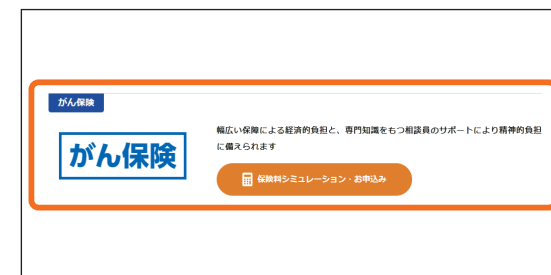 がん保険
がん保険
幅広い保障による経済的負担と、専門知識をもつ相談員のサポートにより精神的負担
に備えられます
保険料シミュレーション・お申込み